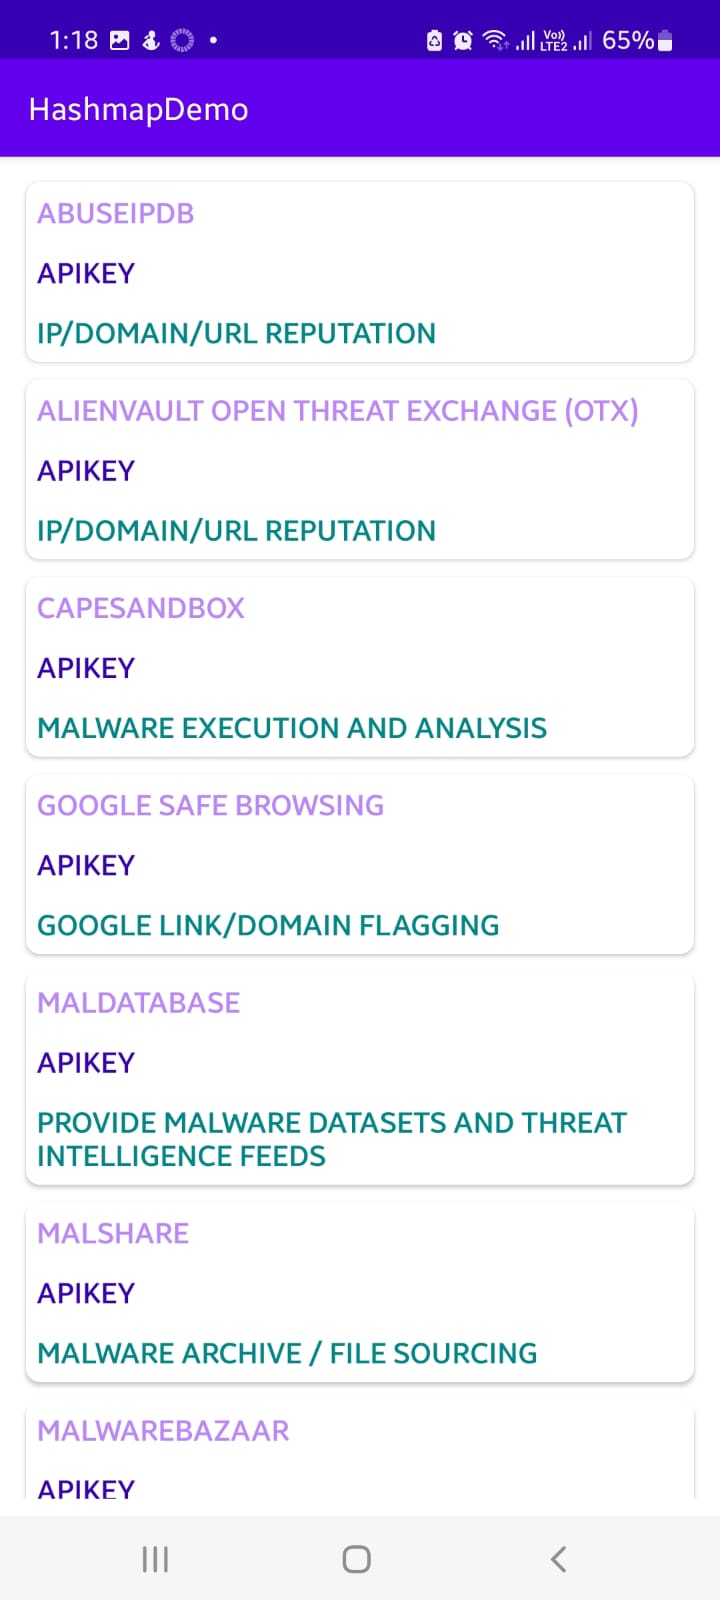 1:18
Vo)) LTE2 65%
HashmapDemo
ABUSEIPDB
APIKEY
IP/DOMAIN/URL REPUTATION
ALIENVAULT OPEN THREAT EXCHANGE (OTX)
APIKEY
IP/DOMAIN/URL REPUTATION
CAPESANDBOX
APIKEY
MALWARE EXECUTION AND ANALYSIS
GOOGLE SAFE BROWSING
APIKEY
GOOGLE LINK/DOMAIN FLAGGING
MALDATABASE
APIKEY
PROVIDE MALWARE DATASETS AND THREAT
INTELLIGENCE FEEDS
MALSHARE
APIKEY
MALWARE ARCHIVE / FILE SOURCING
MALWAREBAZAAR
APIKEY